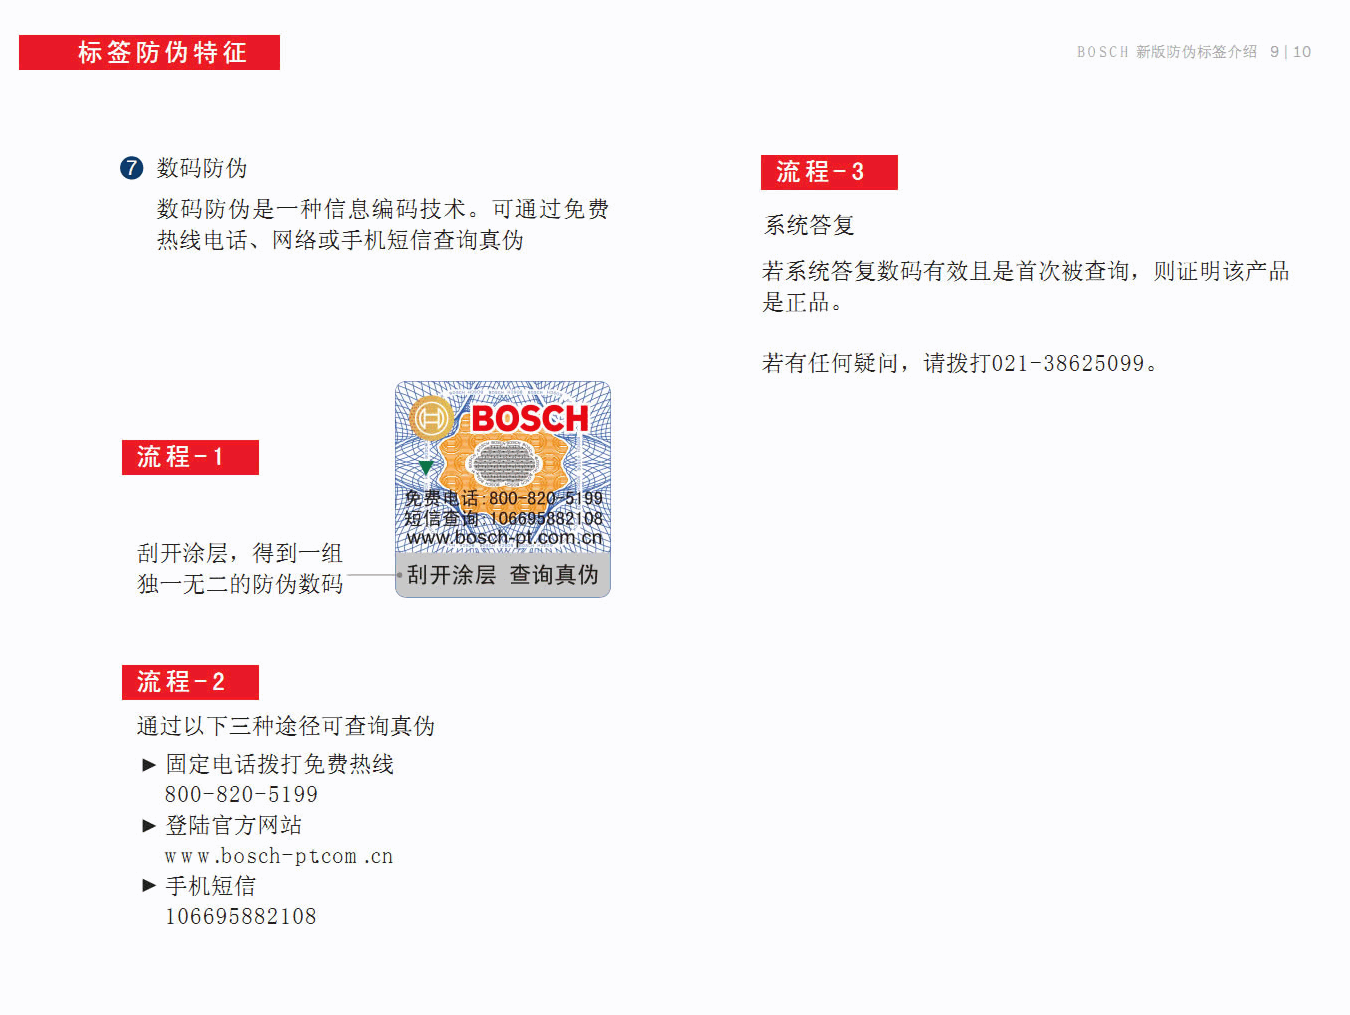 标签防伪特征
BOSCH 新版防伪标签介绍 9 | 10
7 数码防伪
数码防伪是一种信息编码技术。可通过免费
热线电话、网络或手机短信查询真伪
流程-1
刮开涂层，得到一组
独一无二的防伪数码
BOSCH
免费电话:800-820-5199
短信查询:106695882108
www.bosch-pt.com.cn
刮开涂层 查询真伪
流程-2
通过以下三种途径可查询真伪
► 固定电话拨打免费热线
800-820-5199
► 登陆官方网站
www.bosch-pt.com.cn
► 手机短信
106695882108
流程-3
系统答复
若系统答复数码有效且是首次被查询，则证明该产品
是正品。
若有任何疑问，请拨打021-38625099。